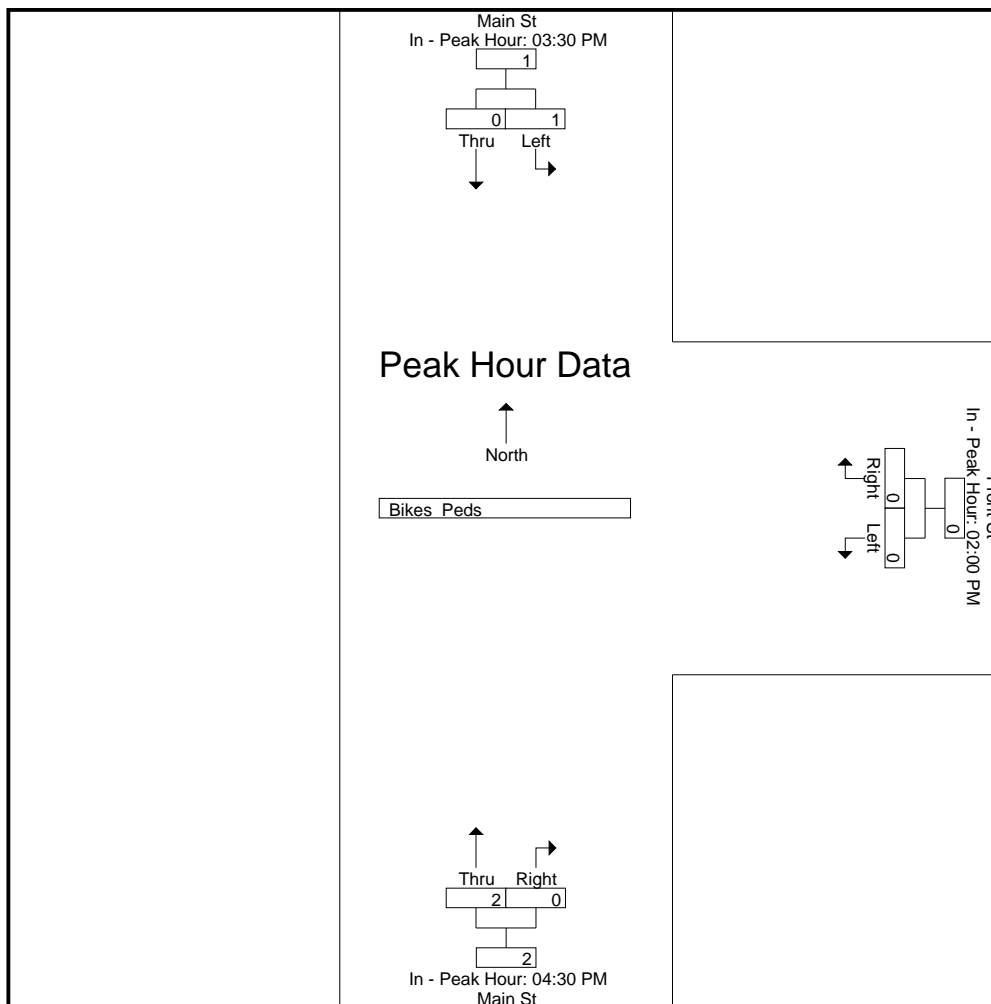 Main St
In - Peak Hour: 03:30 PM
1
0 1
Thru Left
Peak Hour Data
North
Bikes Peds
In - Peak Hour: 02:00 PM
0
Right
0
Left
0
Thru Right
2 0
2
In - Peak Hour: 04:30 PM
Main St